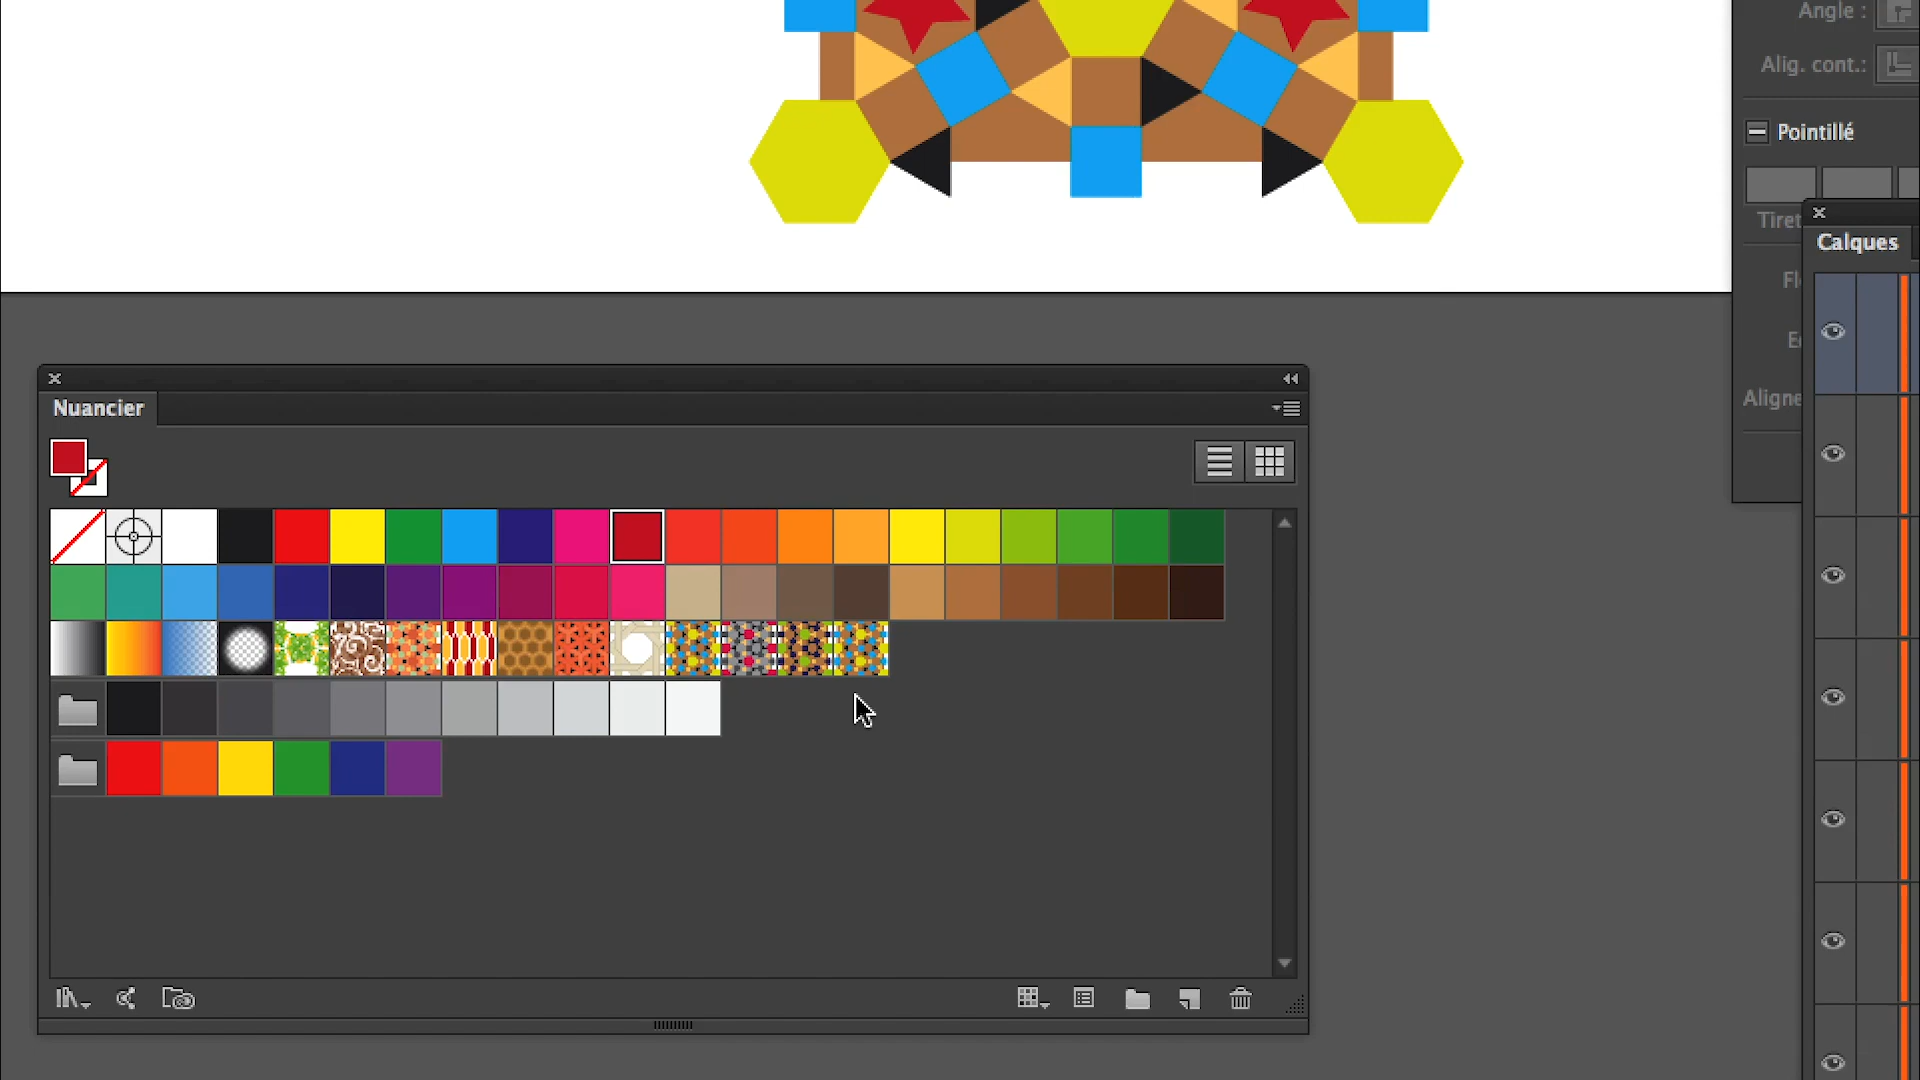 Angle :
Alig. cont.:
Pointillé
Tiret
Calques
Aligne
Nuancier